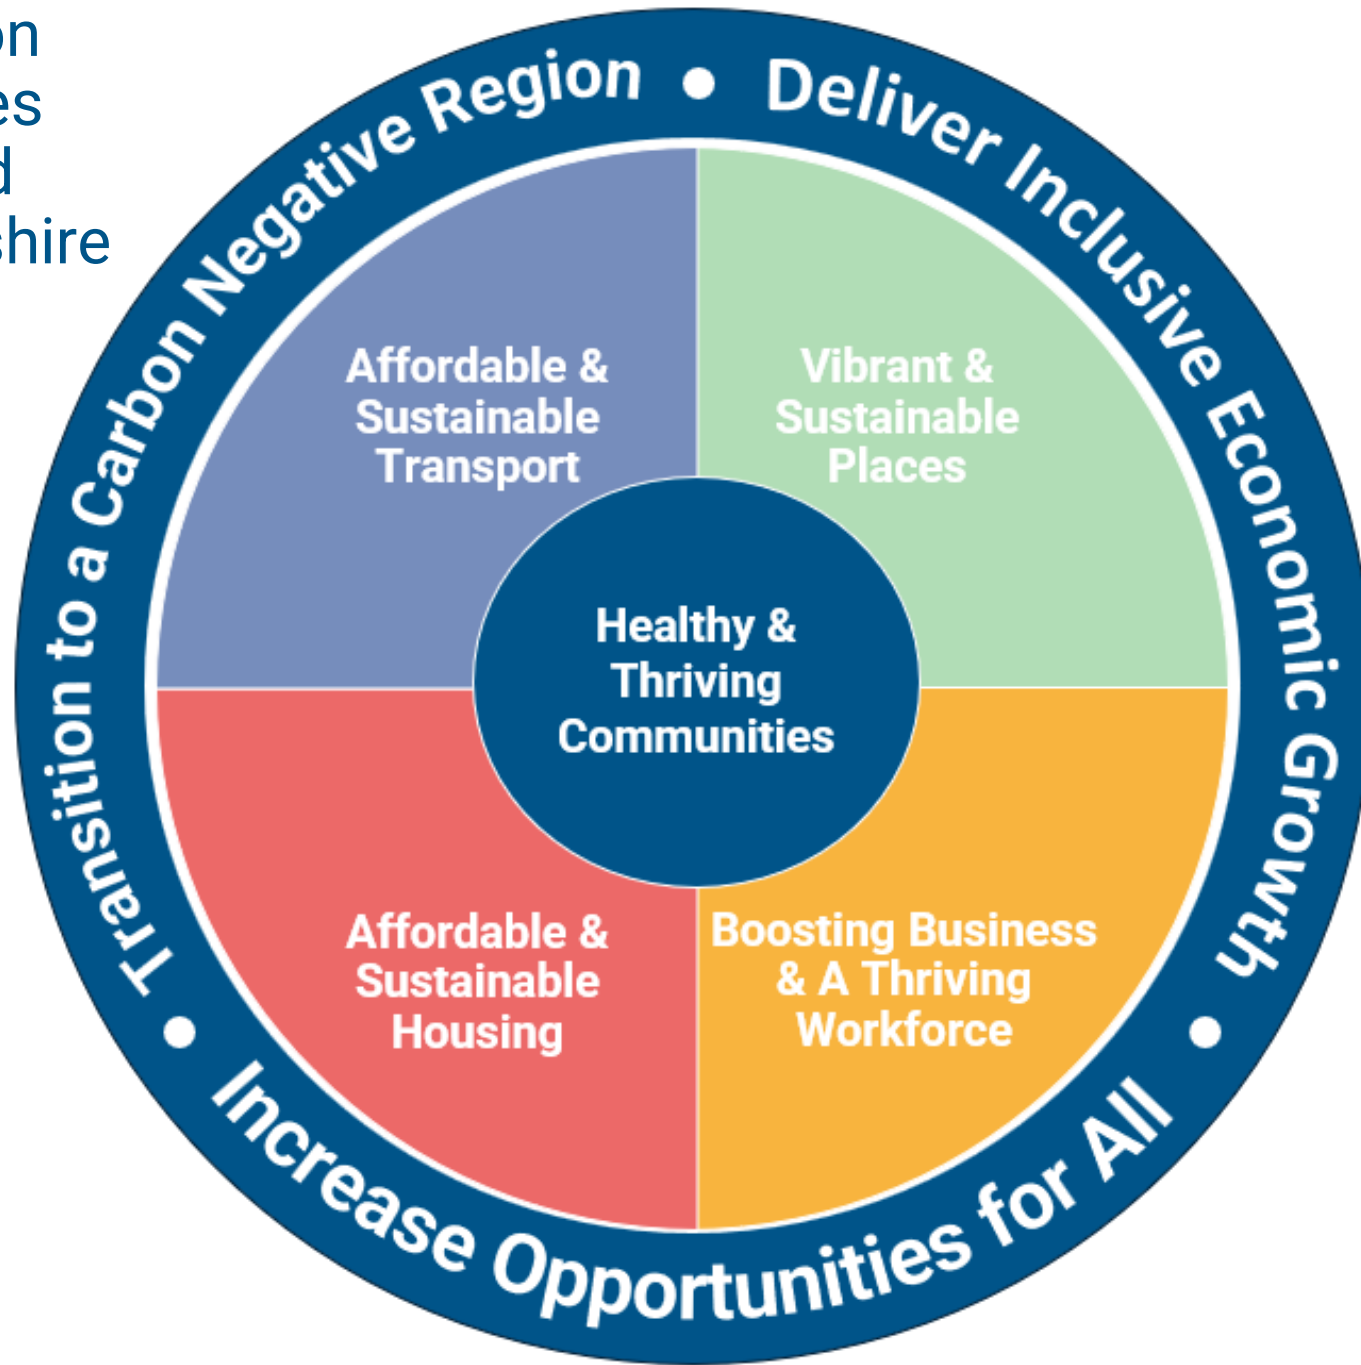 Transition to a Carbon Negative Region • Deliver Inclusive Economic Growth • Increase Opportunities for All •
Affordable &
Sustainable
Transport
Vibrant &
Sustainable
Places
Healthy &
Thriving
Communities
Affordable &
Sustainable
Housing
Boosting Business
& A Thriving
Workforce